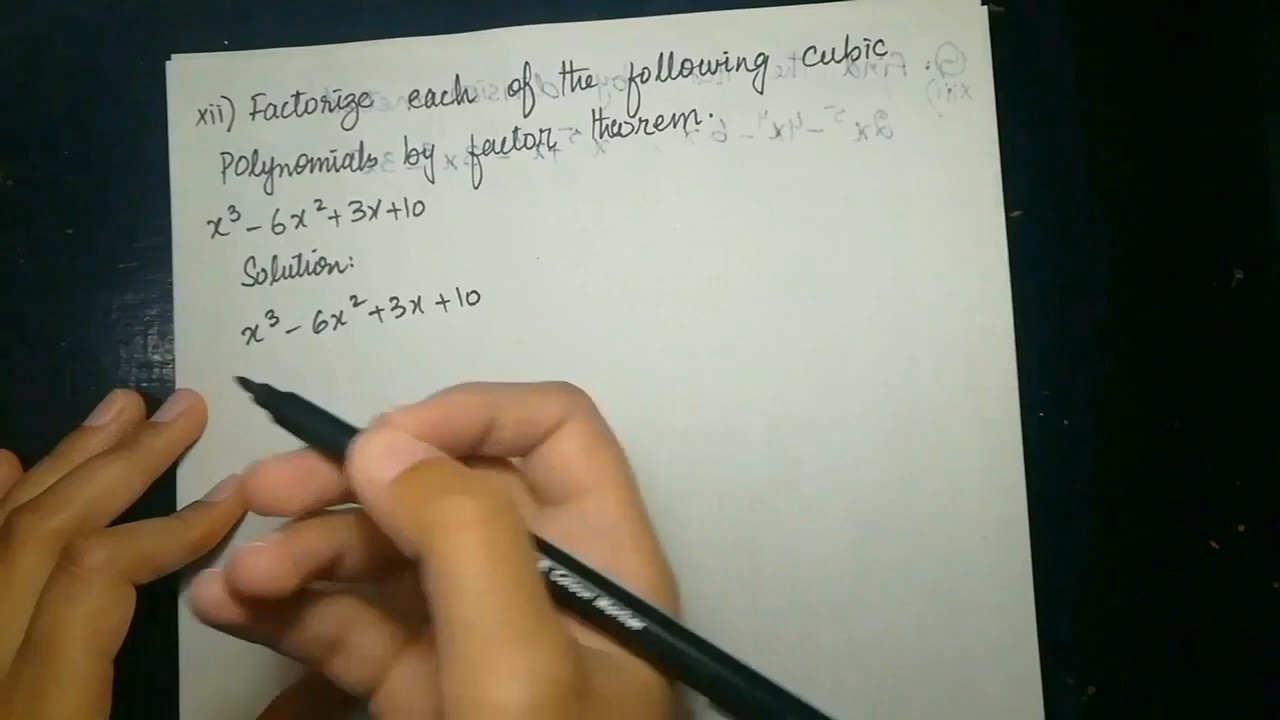 xii) Factorize each of the following cubic
Polynomials by factor theorem.
x³ - 6x² + 3x + 10
Solution:
x³ - 6x² + 3x + 10